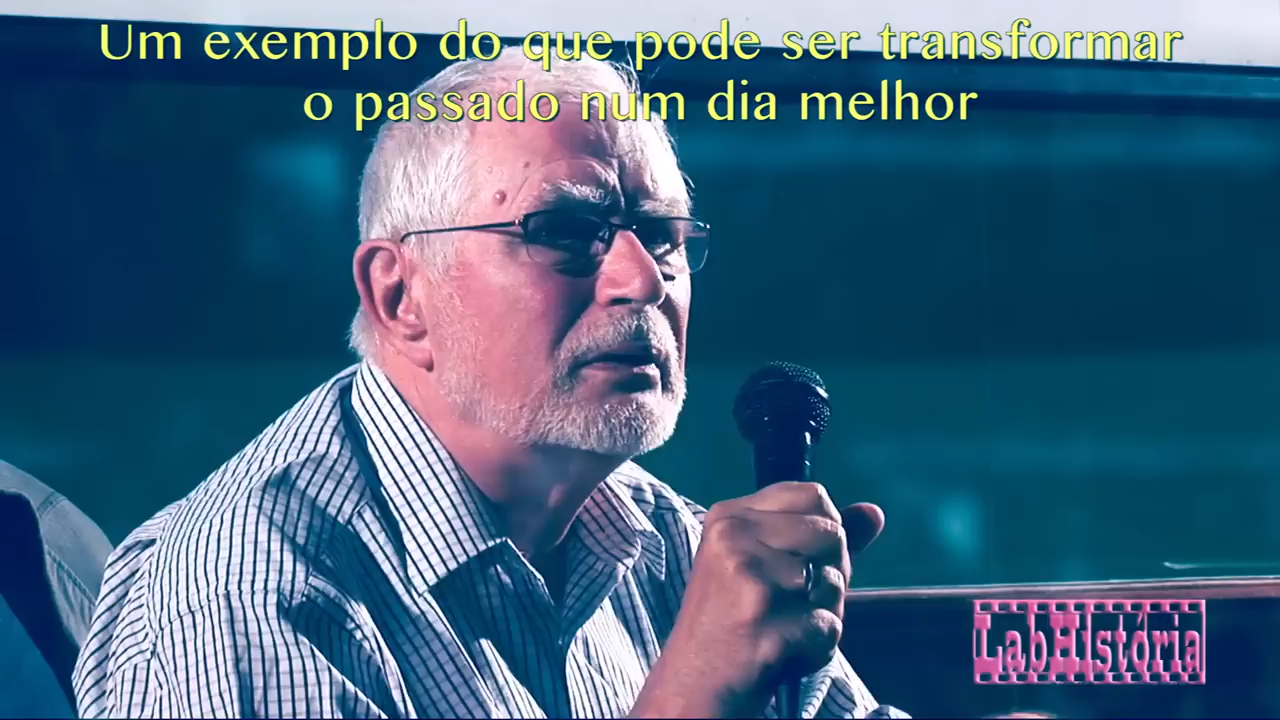 Um exemplo do que pode ser transformar
o passado num dia melhor
LabHIstória